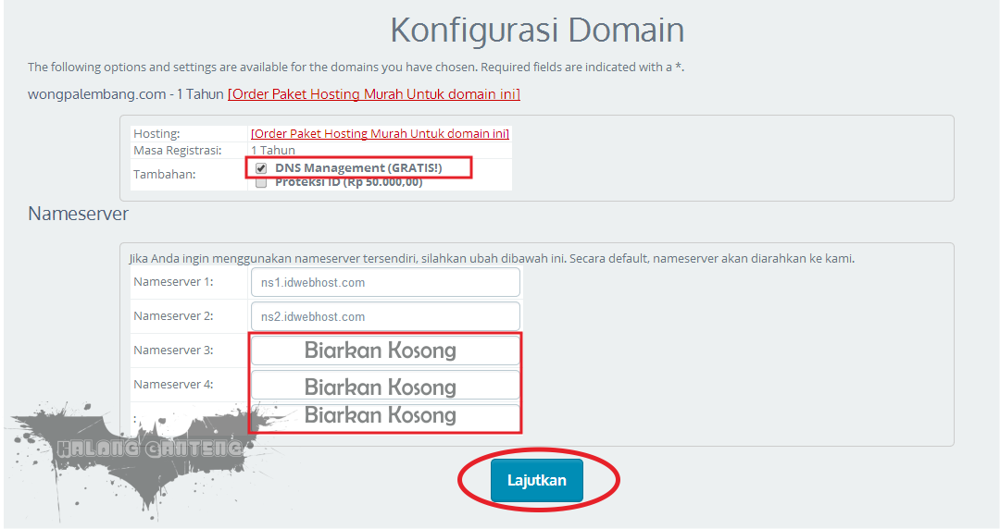 Konfigurasi Domain
The following options and settings are available for the domains you have chosen. Required fields are indicated with a *.
wongpalembang.com - 1 Tahun [Order Paket Hosting Murah Untuk domain ini]
Hosting: [Order Paket Hosting Murah Untuk domain ini]
Masa Registrasi: 1 Tahun
Tambahan: DNS Management (GRATIS!)
Proteksi ID (Rp 50.000,00)
Nameserver
Jika Anda ingin menggunakan nameserver tersendiri, silahkan ubah dibawah ini. Secara default, nameserver akan diarahkan ke kami.
Nameserver 1: ns1.idwebhost.com
Nameserver 2: ns2.idwebhost.com
Nameserver 3: Biarkan Kosong
Nameserver 4: Biarkan Kosong
Biarkan Kosong
KALONG GANTENG
Lajutkan